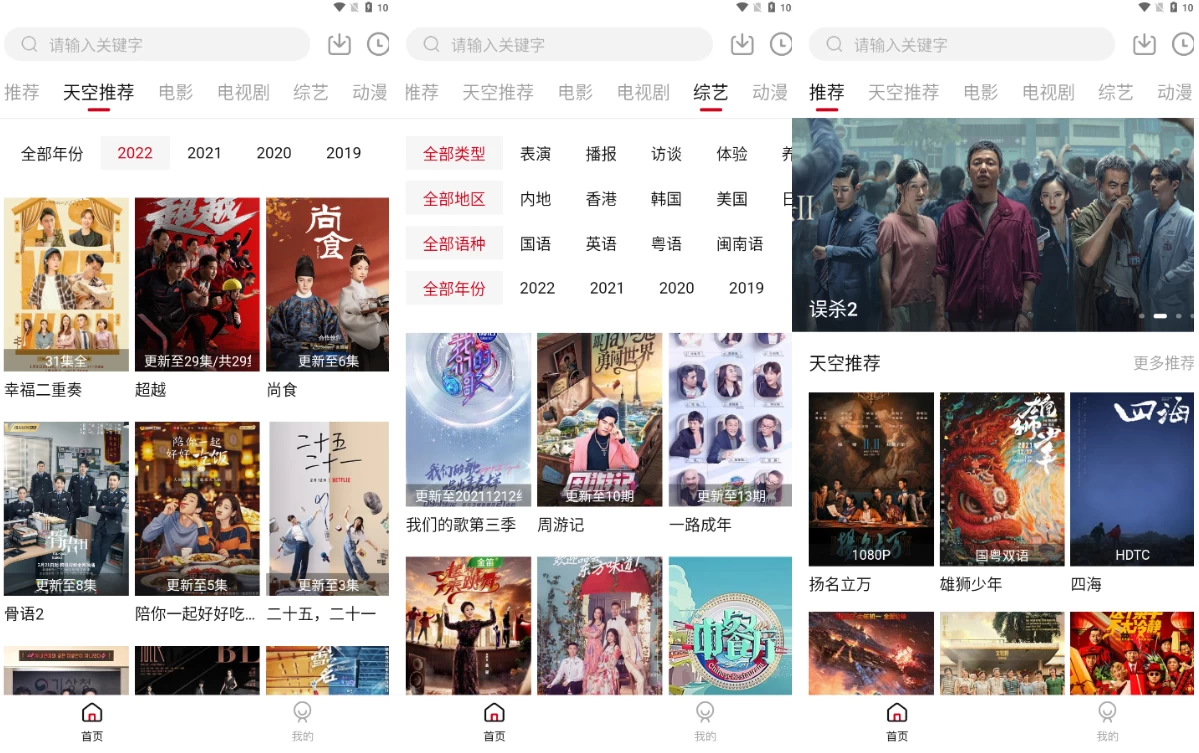 10
请输入关键字
推荐 天空推荐 电影 电视剧 综艺 动漫
全部年份 2022 2021 2020 2019
超越
尚食
31集全
更新至29集/共29集
更新至6集
幸福二重奏
超越
尚食
陪你一起
好好吃饭
二十五
二十一
NETFLIX
更新至8集
更新至5集
更新至3集
骨语2
陪你一起好好吃...
二十五，二十一
首页
我的
10
请输入关键字
推荐 天空推荐 电影 电视剧 综艺 动漫
全部类型 表演 播报 访谈 体验
全部地区 内地 香港 韩国 美国
全部语种 国语 英语 粤语 闽南语
全部年份 2022 2021 2020 2019
我们的歌
更新至20211212
更新至10期
更新至13期
我们的歌第三季
周游记
一路成年
金笛
中餐厅
Chinese Restaurant
首页
我的
10
请输入关键字
推荐 天空推荐 电影 电视剧 综艺 动漫
II
误杀2
天空推荐
更多推荐
雄狮少年
四海
1080P
国粤双语
HDTC
扬名立万
雄狮少年
四海
首页
我的